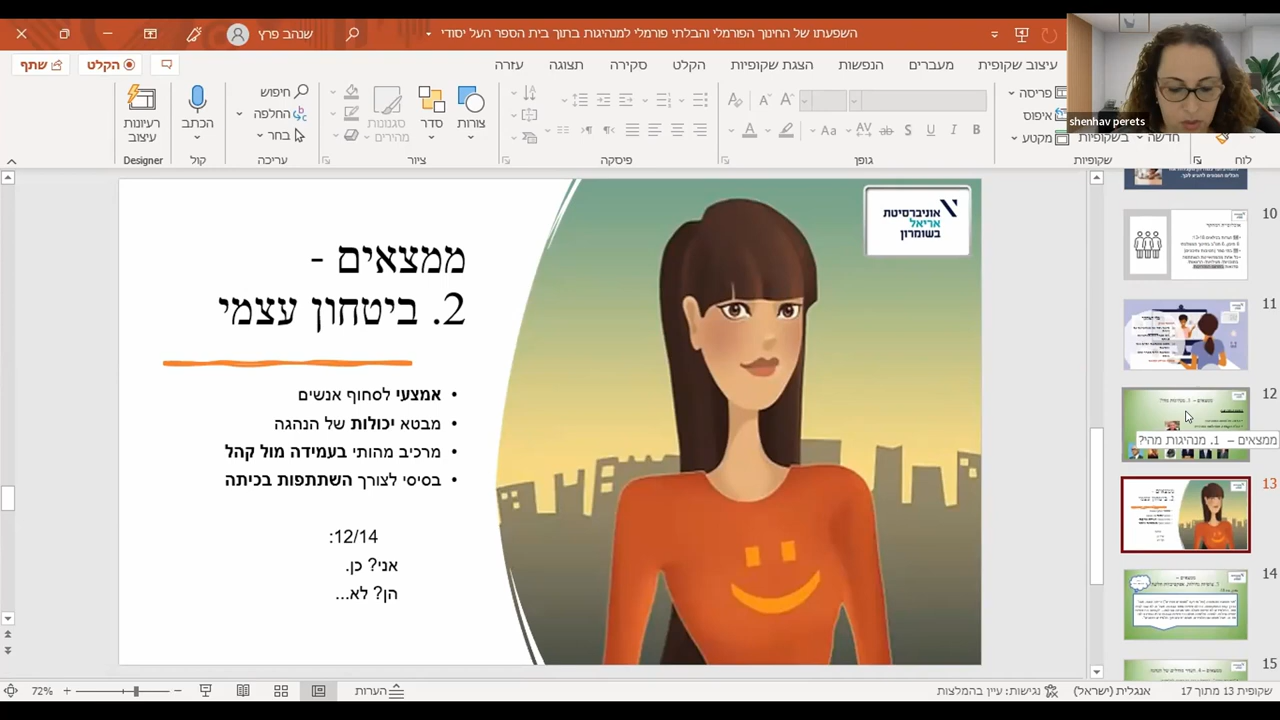 השפעתו של החינוך הפורמלי והבלתי פורמלי למנהיגות בתוך בית הספר העל יסודי
שנהב פרץ
עיצוב שקופית
מעברים
הנפשות
הצגת שקופיות
הקלט
סקירה
תצוגה
עזרה
הקלט
שתף
shenhav perets
פריסה
איפוס
מקטע
חדשה
בשקופיות
צורות
סדר
סגנונות מהירים
חיפוש
החלפה
בחר
הכתב
רעיונות עיצוב
לוח
שקופיות
גופן
פיסקה
ציור
עריכה
קול
Designer
אוניברסיטת
אריאל
בשומרון
ממצאים -
2. ביטחון עצמי
• אמצעי לסחוף אנשים
• מבטא יכולות של הנהגה
• מרכיב מהותי בעמידה מול קהל
• בסיסי לצורך השתתפות בכיתה
12/14:
אני? כן.
הן? לא...
10
11
12
ממצאים – 1. מנהיגות מהי?
13
14
15
שקופית 13 מתוך 17
אנגלית (ישראל)
נגישות: עיין בהמלצות
הערות
72%